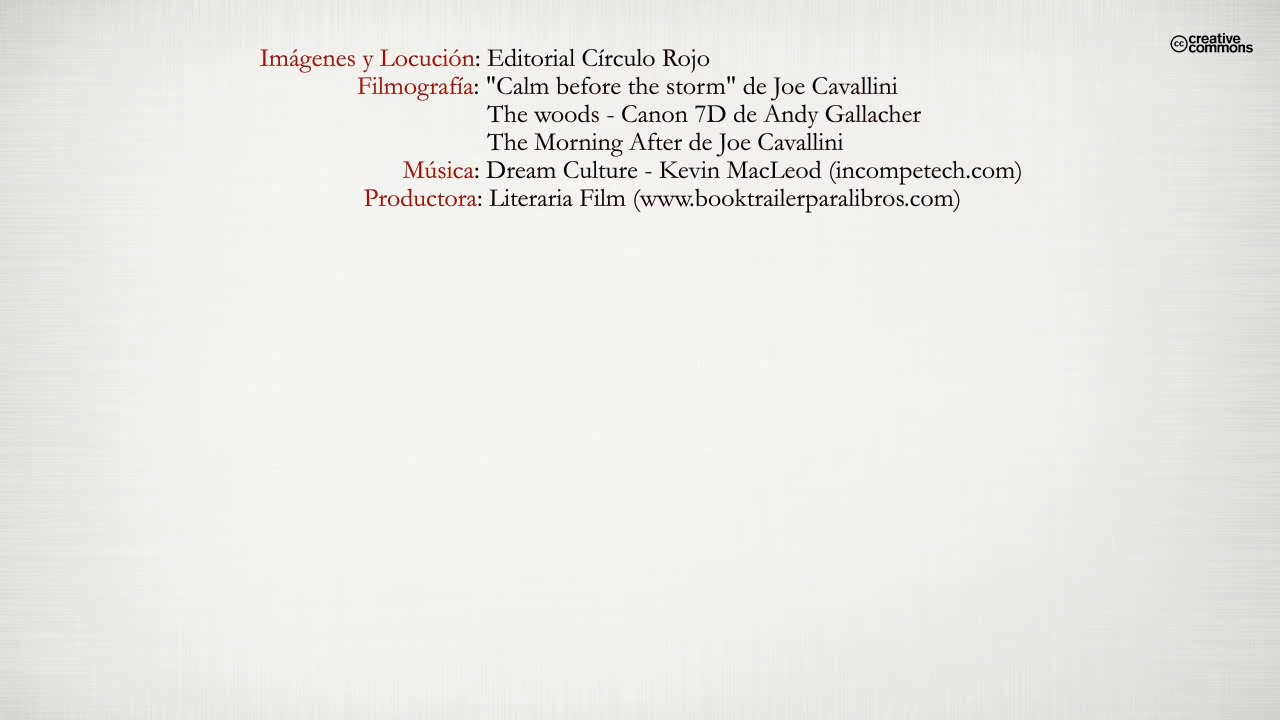 creative
commons
Imágenes y Locución: Editorial Círculo Rojo
Filmografía: "Calm before the storm" de Joe Cavallini
The woods - Canon 7D de Andy Gallacher
The Morning After de Joe Cavallini
Música: Dream Culture - Kevin MacLeod (incompetech.com)
Productora: Literaria Film (www.booktrailerparalibros.com)